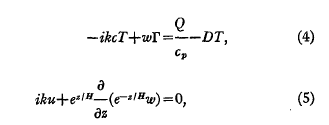 −ikcT+wΓ=Q/c_p−DT, (4)
iku+e^{z/H}∂/∂z(e^{−z/H}w)=0, (5)